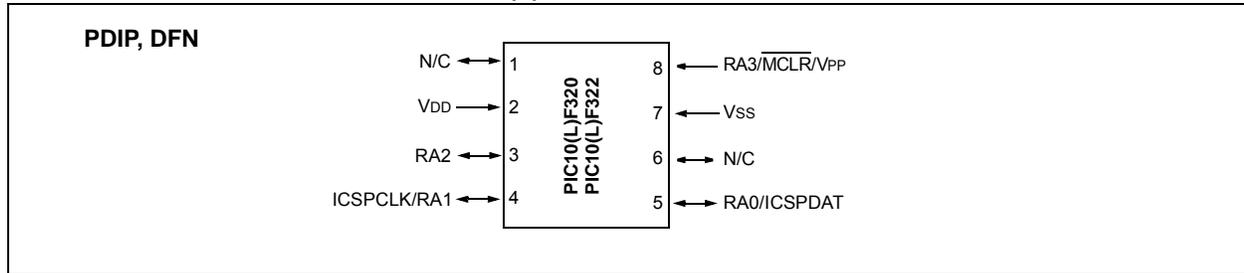 PDIP, DFN
N/C 1
VDD 2
RA2 3
ICSPCLK/RA1 4
PIC10(L)F320
PIC10(L)F322
8 RA3/MCLR/VPP
7 VSS
6 N/C
5 RA0/ICSPDAT